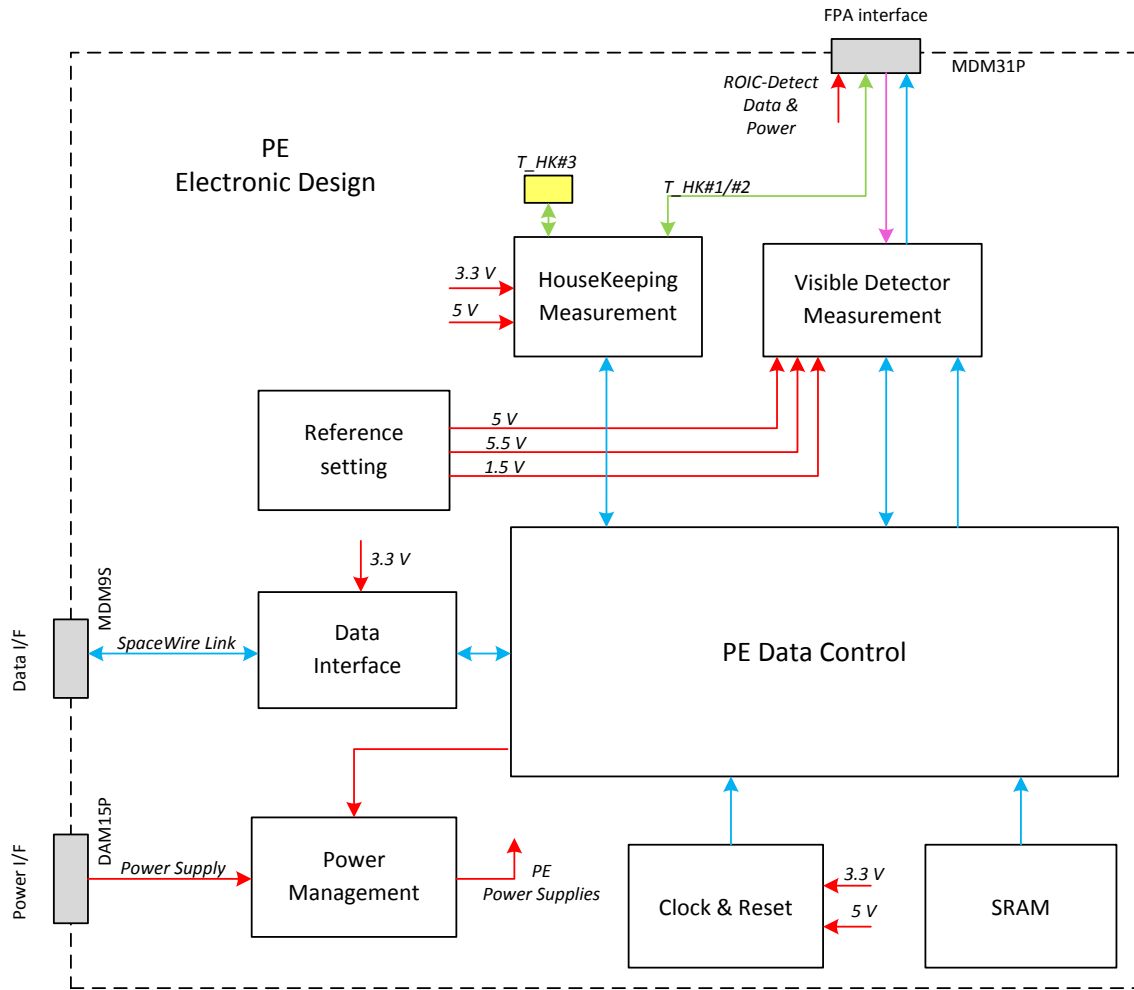 FPA interface
MDM31P
ROIC-Detect
Data &
Power
PE
Electronic Design
T_HK#3
T_HK#1/#2
3.3 V
5 V
HouseKeeping
Measurement
Visible Detector
Measurement
Reference
setting
5 V
5.5 V
1.5 V
3.3 V
MDM9S
Data I/F
SpaceWire Link
Data
Interface
PE Data Control
DAM15P
Power I/F
Power Supply
Power
Management
PE
Power Supplies
Clock & Reset
3.3 V
5 V
SRAM